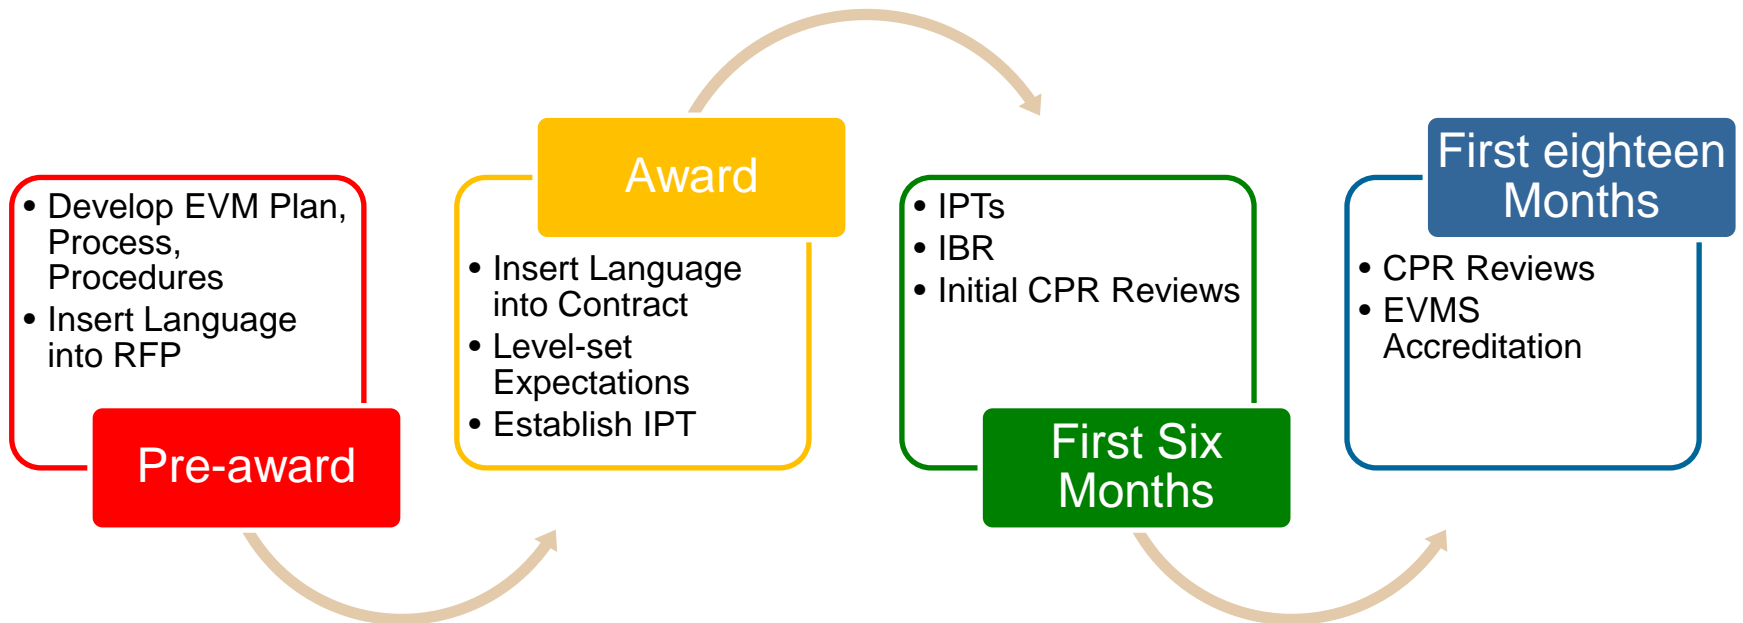 • Develop EVM Plan,
Process,
Procedures
• Insert Language
into RFP
Pre-award
Award
• Insert Language
into Contract
• Level-set
Expectations
• Establish IPT
• IPTs
• IBR
• Initial CPR Reviews
First Six
Months
First eighteen
Months
• CPR Reviews
• EVMS
Accreditation